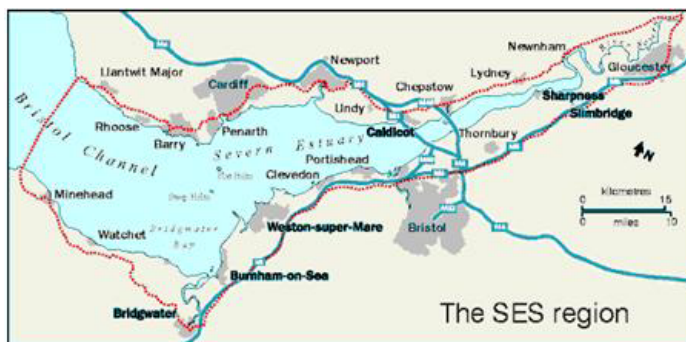 Newnham
Gloucester
Newport
Llantwit Major
Cardiff
Lydney
Chepstow
Sharpness
Slimbridge
Undy
Rhoose
Penarth
Caldicot
Barry
Thornbury
Bristol Channel
Severn Estuary
Portishead
Clevedon
N
kilometres
0 15
Minehead
miles 10
Watchet
Bridgwater
Bay
Weston-super-Mare
Bristol
Burnham-on-Sea
Bridgwater
The SES region